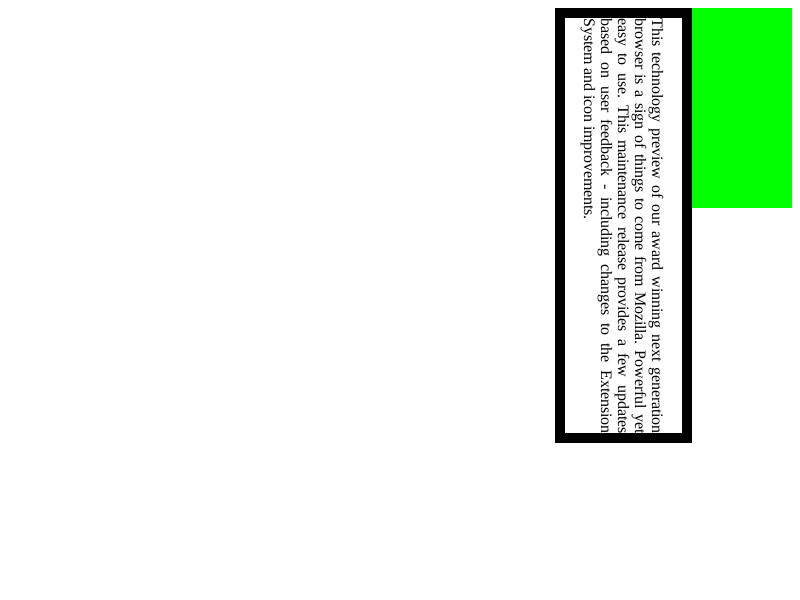 This technology preview of our award winning next generation
browser is a sign of things to come from Mozilla. Powerful yet
easy to use. This maintenance release provides a few updates
based on user feedback - including changes to the Extension
System and icon improvements.